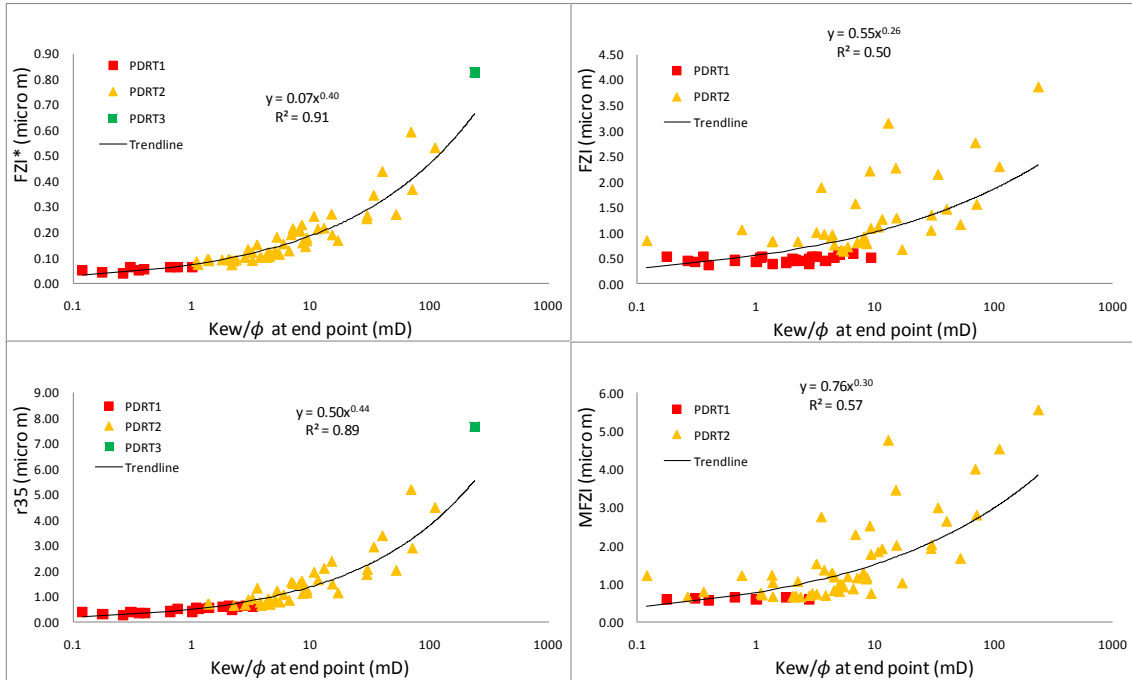 0.90
0.80
0.70
0.60
0.50
0.40
0.30
0.20
0.10
0.00
FZI* (micro m)
PDRT1
PDRT2
PDRT3
Trendline
y = 0.07x^0.40
R² = 0.91
0.1 1 10 100 1000
Kew/ϕ at end point (mD)
4.50
4.00
3.50
3.00
2.50
2.00
1.50
1.00
0.50
0.00
FZI (micro m)
PDRT1
PDRT2
Trendline
y = 0.55x^0.26
R² = 0.50
0.1 1 10 100 1000
Kew/ϕ at end point (mD)
9.00
8.00
7.00
6.00
5.00
4.00
3.00
2.00
1.00
0.00
r35 (micro m)
PDRT1
PDRT2
PDRT3
Trendline
y = 0.50x^0.44
R² = 0.89
0.1 1 10 100 1000
Kew/ϕ at end point (mD)
6.00
5.00
4.00
3.00
2.00
1.00
0.00
MFZI (micro m)
PDRT1
PDRT2
Trendline
y = 0.76x^0.30
R² = 0.57
0.1 1 10 100 1000
Kew/ϕ at end point (mD)